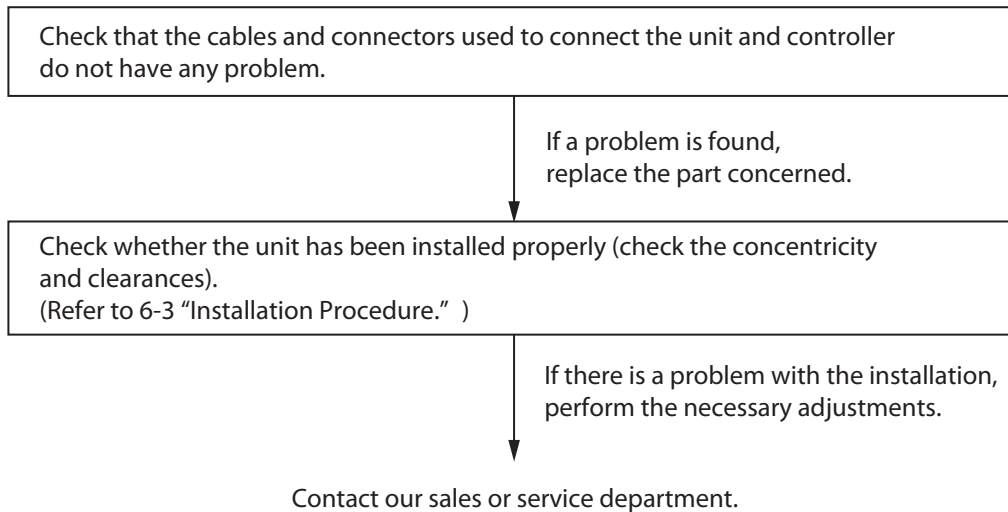 Check that the cables and connectors used to connect the unit and controller
do not have any problem.
If a problem is found,
replace the part concerned.
Check whether the unit has been installed properly (check the concentricity
and clearances).
(Refer to 6-3 “Installation Procedure.” )
If there is a problem with the installation,
perform the necessary adjustments.
Contact our sales or service department.